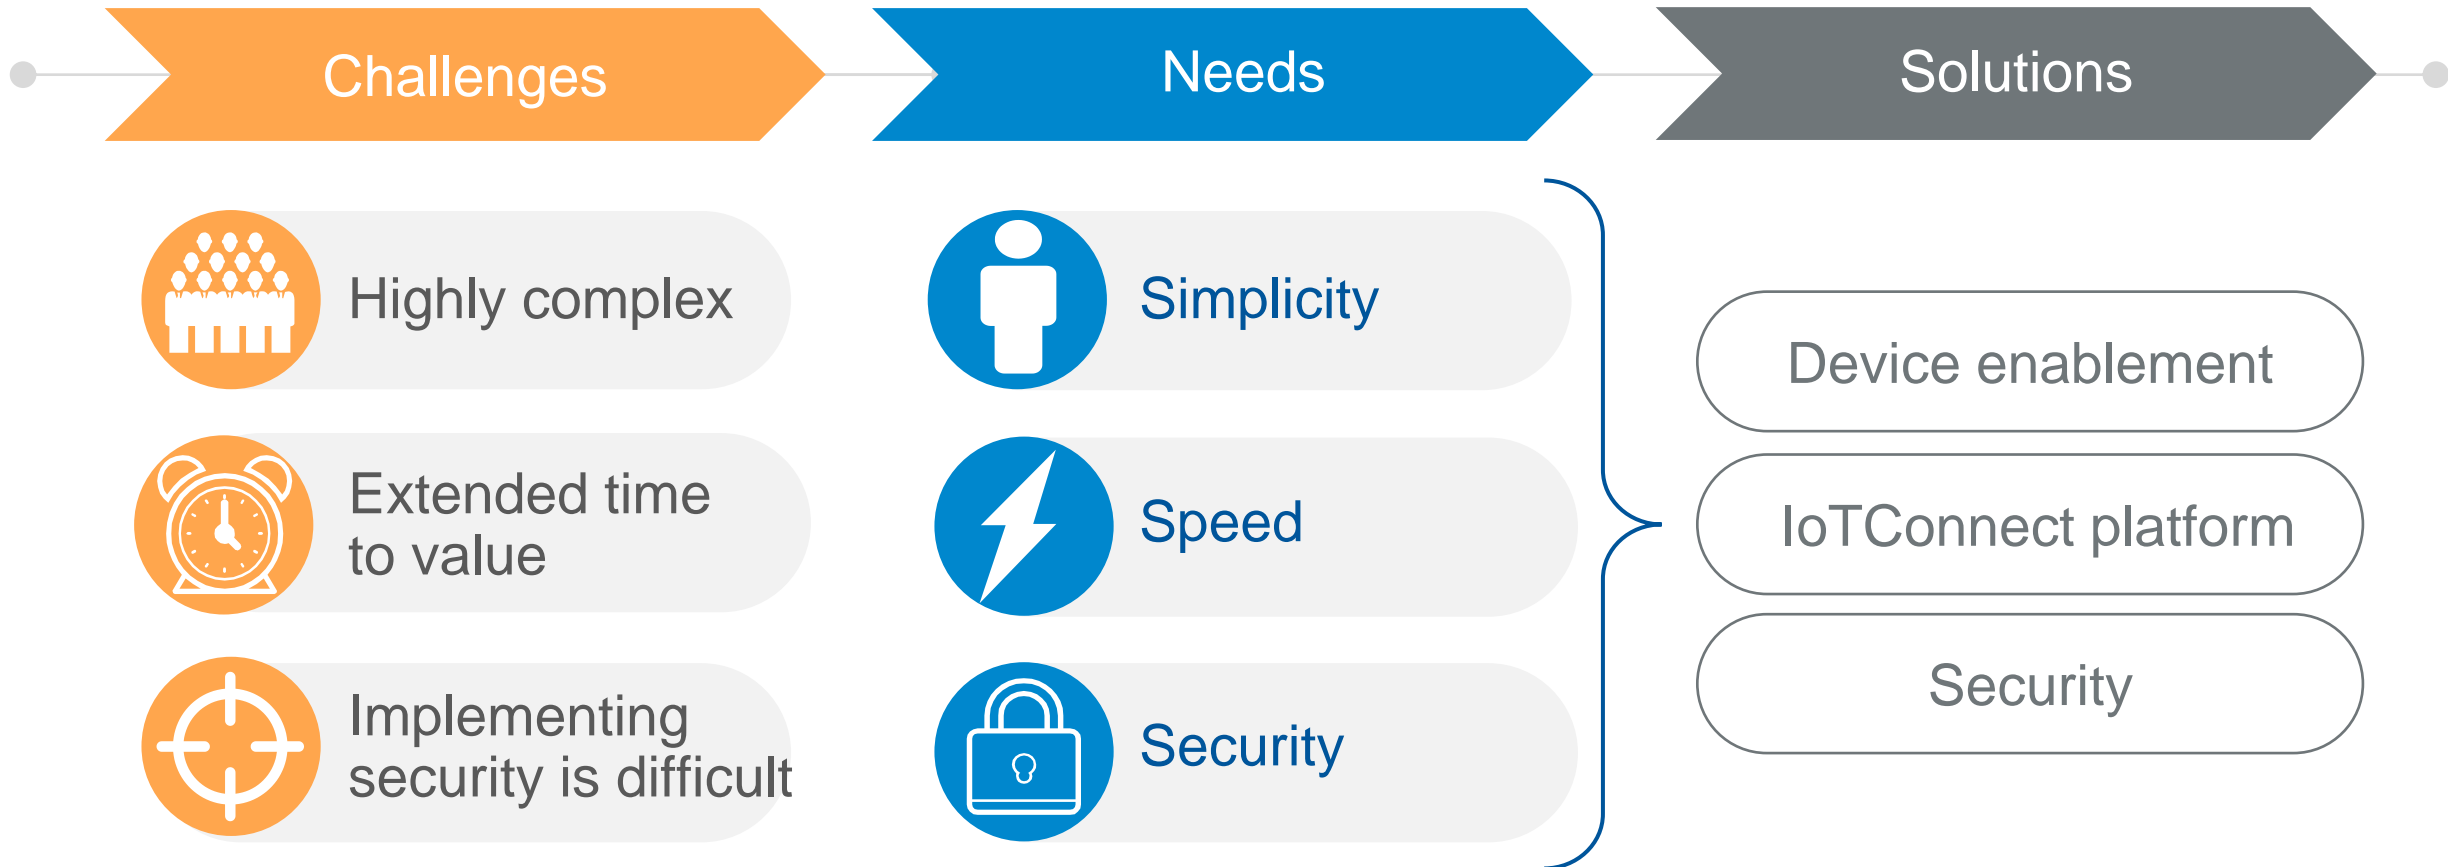 Challenges
Needs
Solutions
Highly complex
Extended time
to value
Implementing
security is difficult
Simplicity
Speed
Security
Device enablement
IoTConnect platform
Security